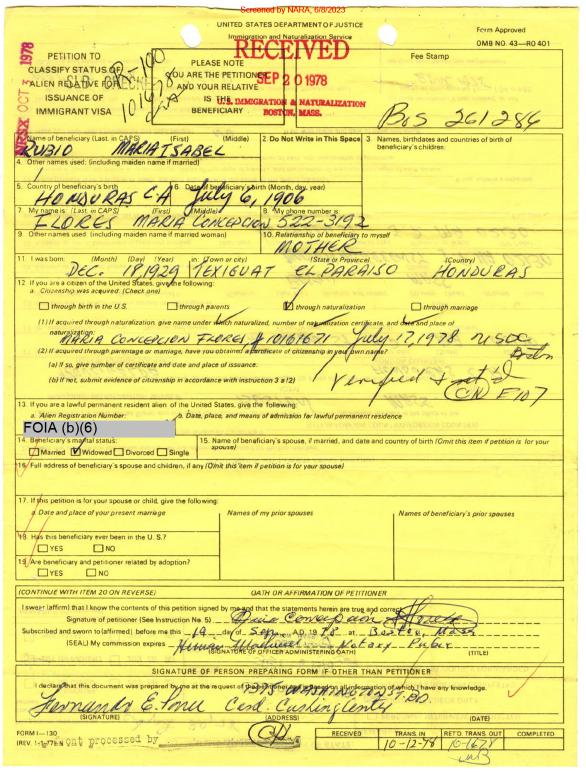 Screened by NARA, 6/8/2023
UNITED STATES DEPARTMENT OF JUSTICE
Immigration and Naturalization Service
Form Approved
OMB NO. 43—RO 401
PETITION TO
CLASSIFY STATUS OF
ALIEN RELATIVE FOR
ISSUANCE OF
IMMIGRANT VISA
OCT 3 1978
101678
PLEASE NOTE
YOU ARE THE PETITIONER
AND YOUR RELATIVE
IS THE
BENEFICIARY
RECEIVED
SEP 20 1978
U.S. IMMIGRATION & NATURALIZATION
BOSTON, MASS.
Fee Stamp
BoS 261286
Name of beneficiary (Last, in CAPS) (First) (Middle)
RUBIO MARIA ISABEL
2. Do Not Write in This Space
3. Names, birthdates and countries of birth of beneficiary's children.
4. Other names used: (including maiden name if married)
5. Country of beneficiary's birth
HONDURAS C A
6. Date of beneficiary's birth (Month, day, year)
July 6, 1906
7. My name is: (Last, in CAPS) (First) (Middle)
FLORES MARIA CONCEPCION
8. My phone number is
522-3192
9. Other names used: (including maiden name if married woman)
10. Relationship of beneficiary to myself
MOTHER
11. I was born: (Month) (Day) (Year) in: (Town or city) (State or Province) (Country)
DEC. 18, 1929 TEXIGUAT EL PARAISO HONDURAS
12. If you are a citizen of the United States, give the following:
a. Citizenship was acquired: (Check one)
through birth in the U.S. through parents through naturalization through marriage
(1) If acquired through naturalization, give name under which naturalized, number of naturalization certificate, and date and place of naturalization:
MARIA CONCEPCION FLORES # 10161671 July 17, 1978 USDC Boston
(2) If acquired through parentage or marriage, have you obtained a certificate of citizenship in your own name?
(a) If so, give number of certificate and date and place of issuance:
(b) If not, submit evidence of citizenship in accordance with instruction 3 a(2)
Verified & ret'd
13. If you are a lawful permanent resident alien of the United States, give the following:
a. Alien Registration Number: b. Date, place, and means of admission for lawful permanent residence
FOIA (b)(6)
14. Beneficiary's marital status:
Married Widowed Divorced Single
15. Name of beneficiary's spouse, if married, and date and country of birth (Omit this item if petition is for your spouse)
16. Full address of beneficiary's spouse and children, if any (Omit this item if petition is for your spouse)
17. If this petition is for your spouse or child, give the following:
a. Date and place of your present marriage
Names of my prior spouses
Names of beneficiary's prior spouses
18. Has this beneficiary ever been in the U.S.?
YES NO
19. Are beneficiary and petitioner related by adoption?
YES NO
(CONTINUE WITH ITEM 20 ON REVERSE) OATH OR AFFIRMATION OF PETITIONER
I swear (affirm) that I know the contents of this petition signed by me and that the statements herein are true and correct.
Signature of petitioner (See Instruction No. 5)
Subscribed and sworn to (affirmed) before me this 19 day of Sep., A.D. 1978 at Boston, Mass
(SEAL) My commission expires Notary Public
(SIGNATURE OF OFFICER ADMINISTERING OATH) (TITLE)
SIGNATURE OF PERSON PREPARING FORM IF OTHER THAN PETITIONER
I declare that this document was prepared by me at the request of the petitioner and is based on all information of which I have any knowledge.
1375 WASHINGTON ST. BO.
Card. Cushing Center
(SIGNATURE) (ADDRESS) (DATE)
FORM I—130
(REV. 1-1-77)N
Front processed by
RECEIVED TRANS. IN RET'D. TRANS. OUT COMPLETED
10-12-78 10-1678